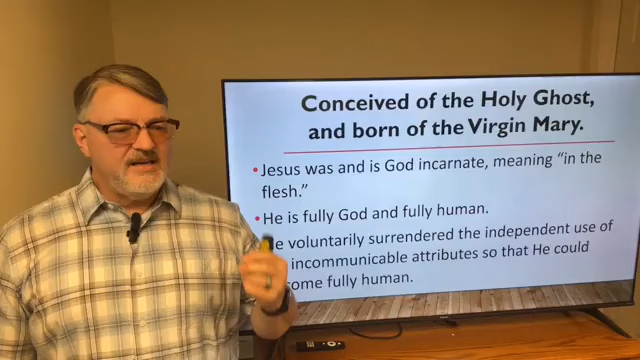 Conceived of the Holy Ghost,
and born of the Virgin Mary.
• Jesus was and is God incarnate, meaning “in the
flesh.”
• He is fully God and fully human.
voluntarily surrendered the independent use of
incommunicable attributes so that He could
fully human.